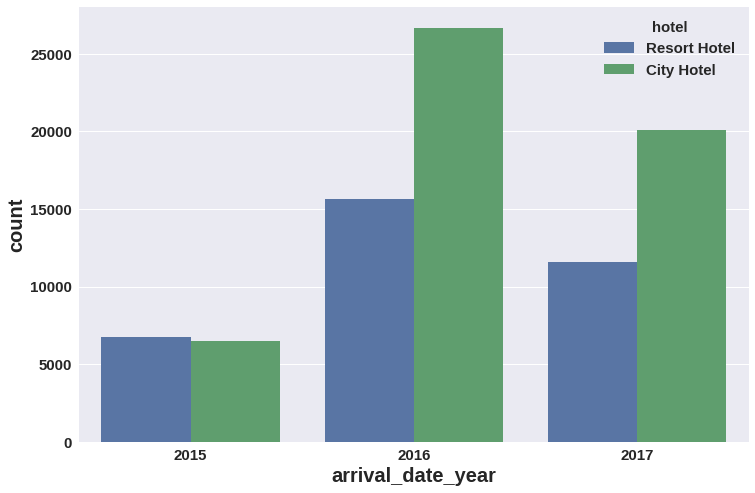 hotel
Resort Hotel
City Hotel
25000
20000
15000
10000
5000
0
count
2015 2016 2017
arrival_date_year